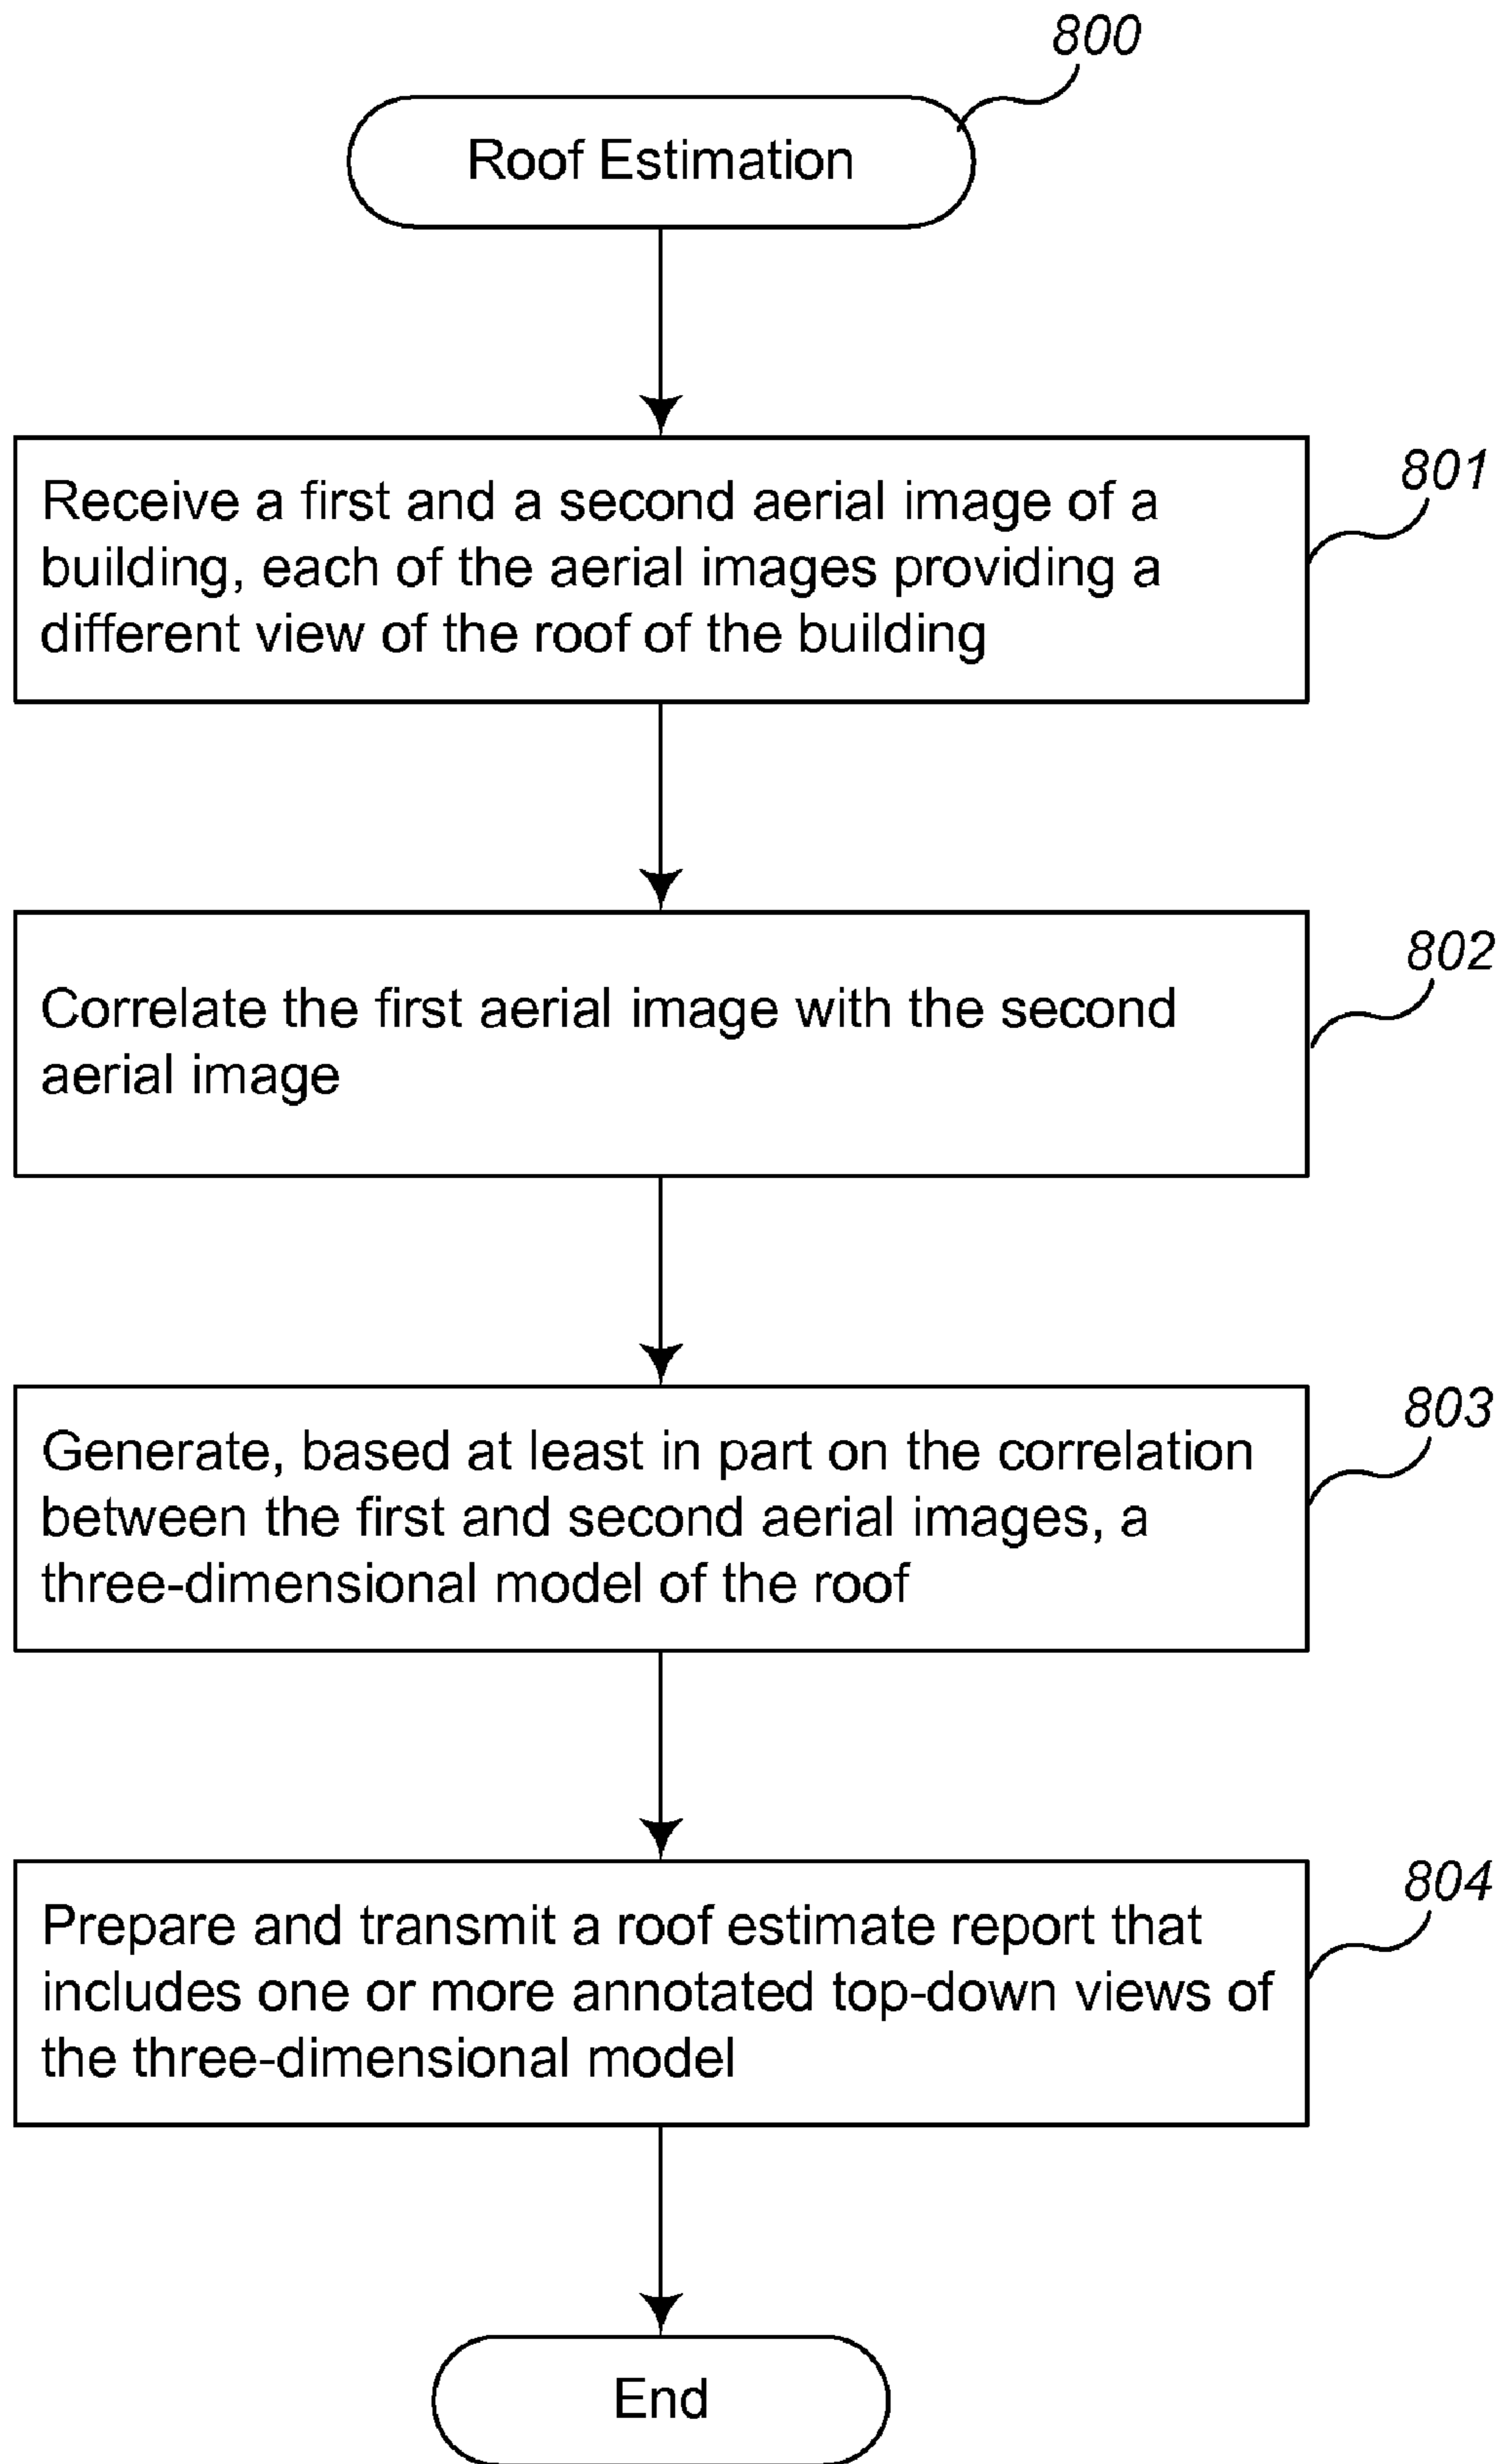 800
Roof Estimation
801
Receive a first and a second aerial image of a
building, each of the aerial images providing a
different view of the roof of the building
802
Correlate the first aerial image with the second
aerial image
803
Generate, based at least in part on the correlation
between the first and second aerial images, a
three-dimensional model of the roof
804
Prepare and transmit a roof estimate report that
includes one or more annotated top-down views of
the three-dimensional model
End